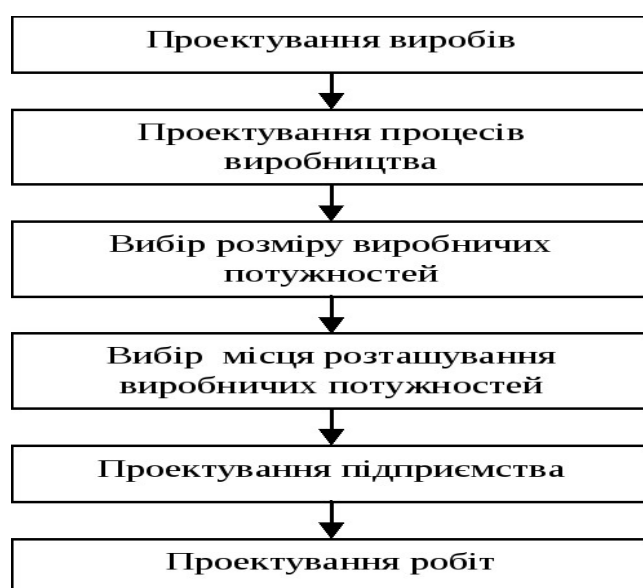 Проектування виробів
Проектування процесів
виробництва
Вибір розміру виробничих
потужностей
Вибір місця розташування
виробничих потужностей
Проектування підприємства
Проектування робіт